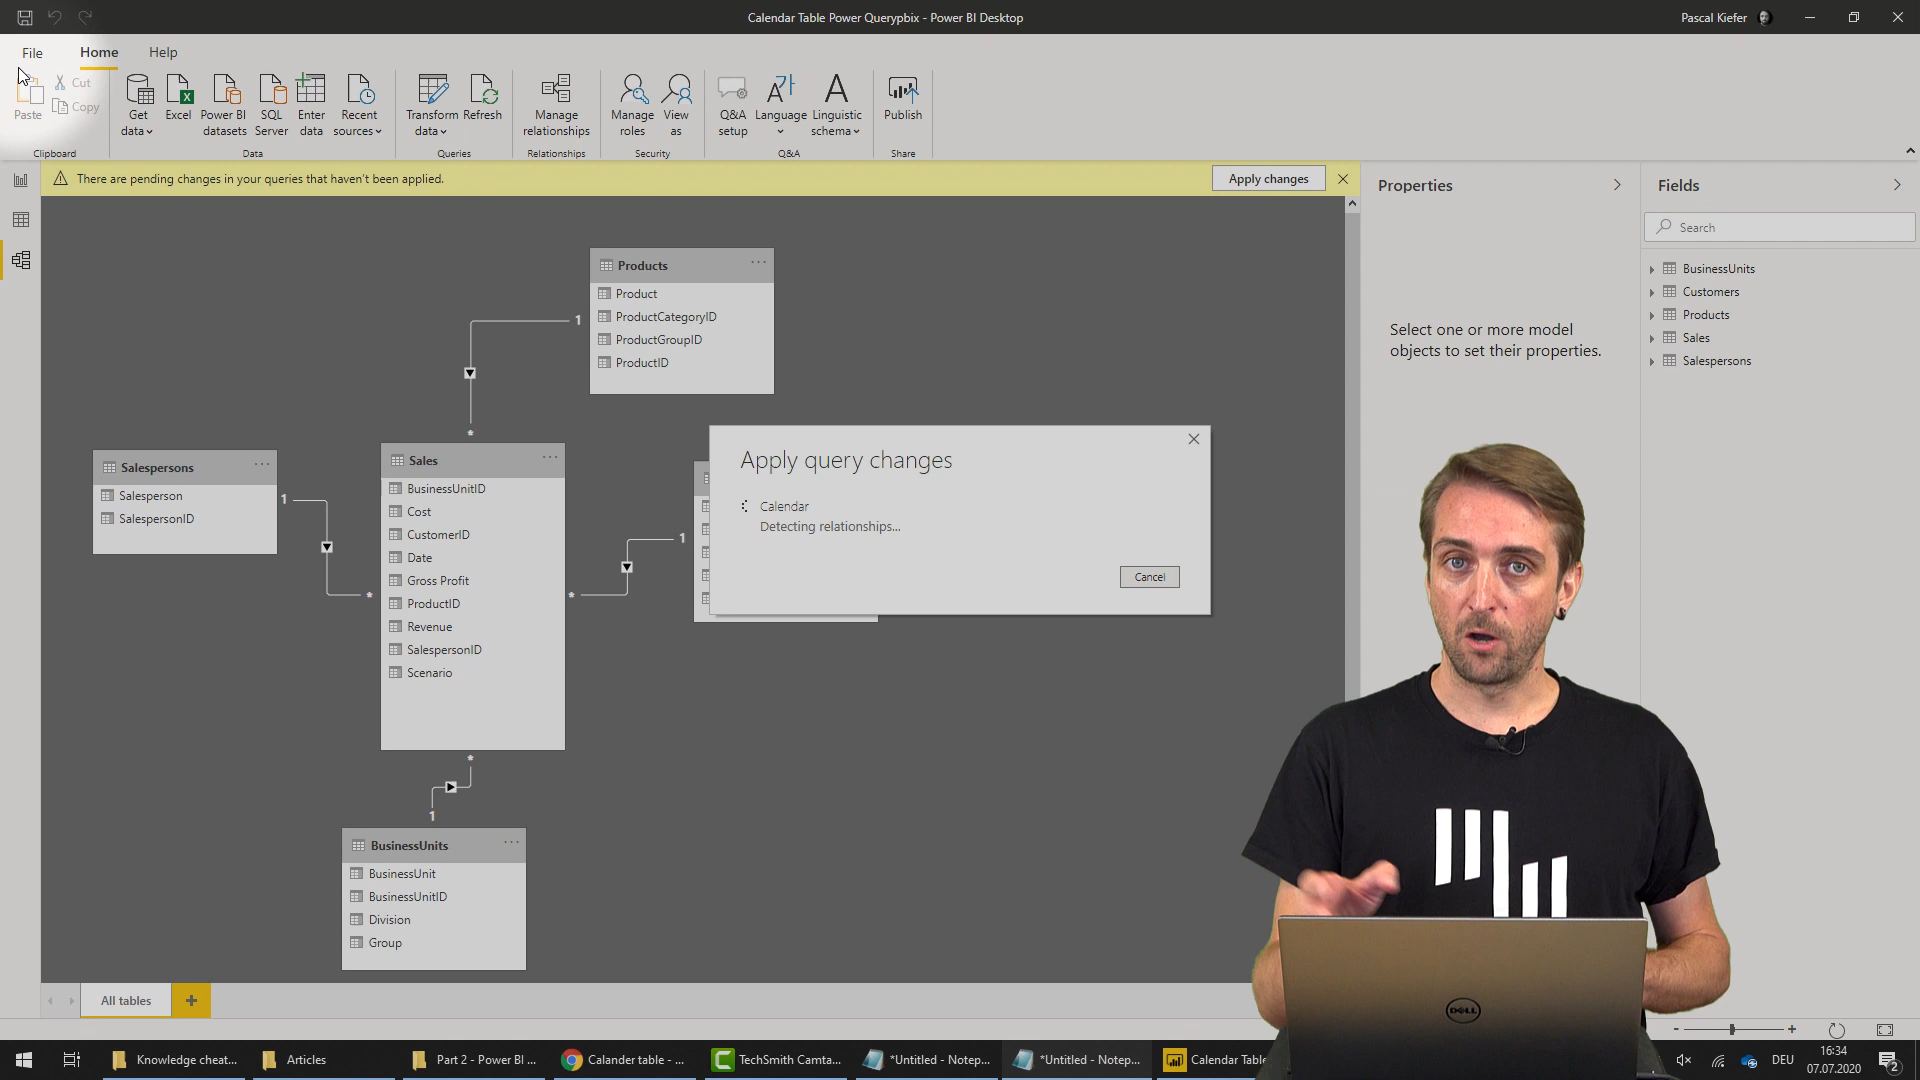 Calendar Table Power Querypbix - Power BI Desktop
Pascal Kiefer
File
Home
Help
Paste
Cut
Copy
Get data
Excel
Power BI datasets
SQL Server
Enter data
Recent sources
Transform data
Refresh
Manage relationships
Manage roles
View as
Q&A setup
Language
Linguistic schema
Publish
Clipboard
Data
Queries
Relationships
Security
Q&A
Share
There are pending changes in your queries that haven't been applied.
Apply changes
Properties
Select one or more model
objects to set their properties.
Fields
Search
BusinessUnits
Customers
Products
Sales
Salespersons
Products
Product
ProductCategoryID
ProductGroupID
ProductID
1
*
Salespersons
Salesperson
SalespersonID
1
*
Sales
BusinessUnitID
Cost
CustomerID
Date
Gross Profit
ProductID
Revenue
SalespersonID
Scenario
*
1
*
1
BusinessUnits
BusinessUnit
BusinessUnitID
Division
Group
Apply query changes
Calendar
Detecting relationships...
Cancel
DELL
All tables
Knowledge cheat...
Articles
Part 2 - Power BI ...
Calander table - ...
TechSmith Camta...
*Untitled - Notep...
*Untitled - Notep...
Calendar Table
DEU
16:34
07.07.2020
2